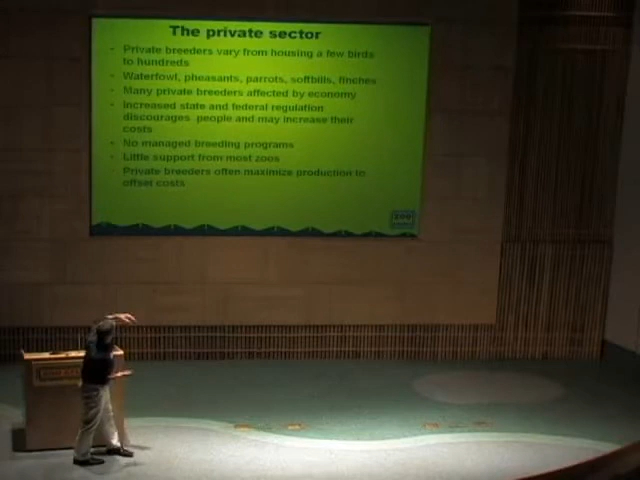 The private sector
- Private breeders vary from housing a few birds
to hundreds
- Waterfowl, pheasants, parrots, softbills, finches
- Many private breeders affected by economy
- Increased state and federal regulation
discourages people and may increase their
costs
- No managed breeding programs
- Little support from most zoos
- Private breeders often maximize production to
offset costs
ZOO